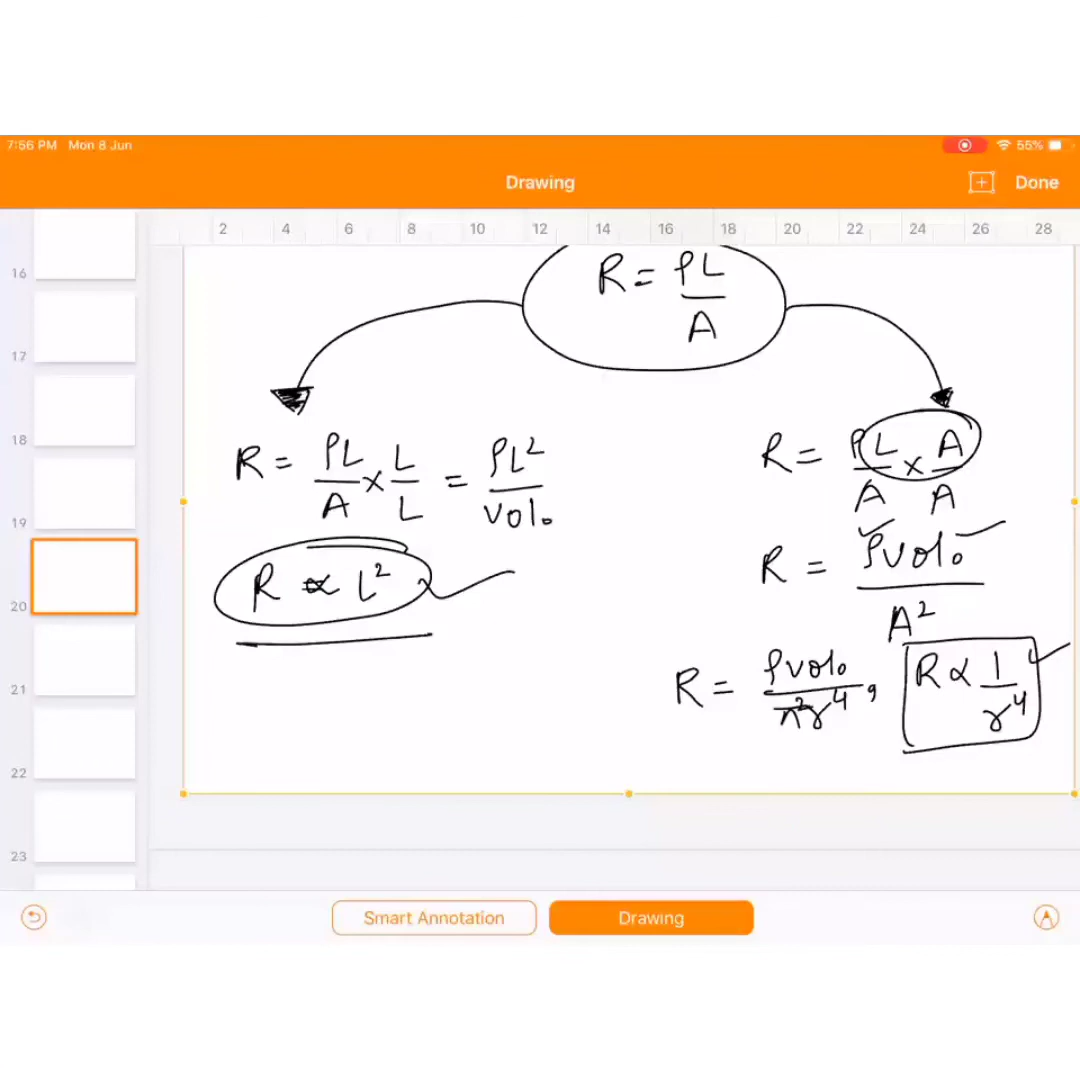 7:56 PM Mon 8 Jun 55%
Drawing Done
2 4 6 8 10 12 14 16 18 20 22 24 26 28
16
17
18
19
20
21
22
23
R = ρL/A
R = ρL/A × L/L = ρL²/vol.
R ∝ L²
R = ρL/A × A/A
R = ρvol./A²
R = ρvol./π²r⁴, R ∝ 1/r⁴
Smart Annotation Drawing